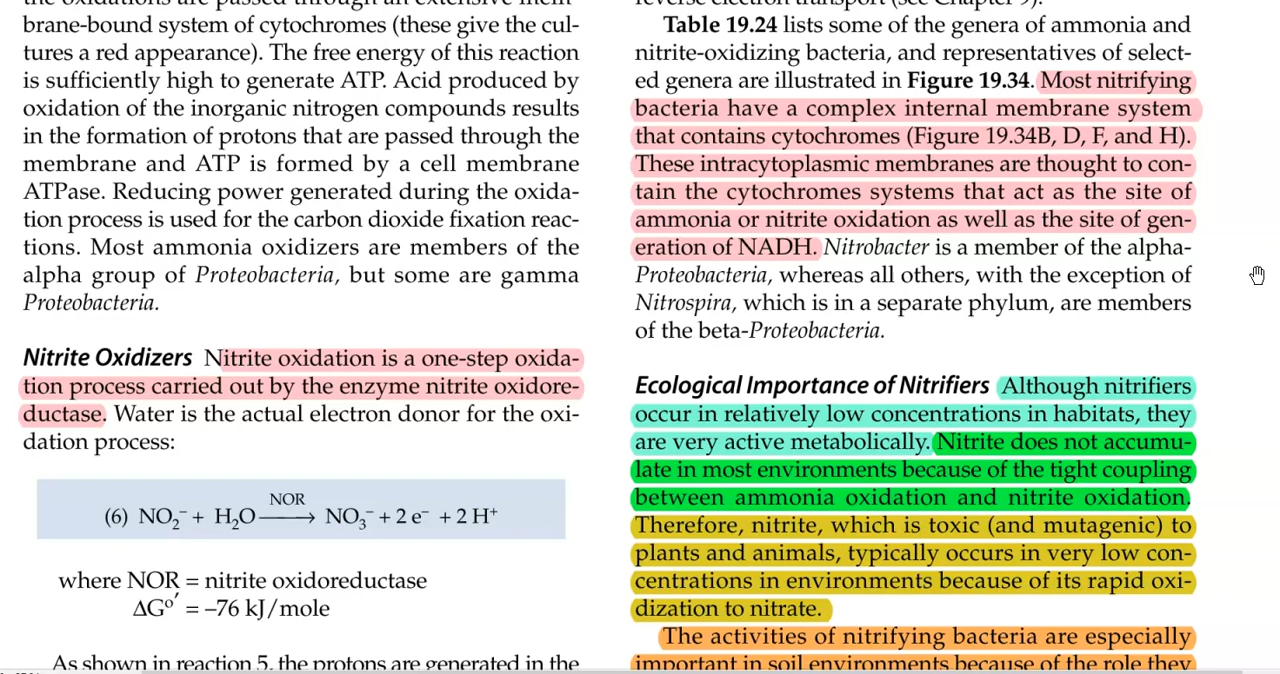 the oxidations are passed through an extensive mem-
brane-bound system of cytochromes (these give the cul-
tures a red appearance). The free energy of this reaction
is sufficiently high to generate ATP. Acid produced by
oxidation of the inorganic nitrogen compounds results
in the formation of protons that are passed through the
membrane and ATP is formed by a cell membrane
ATPase. Reducing power generated during the oxida-
tion process is used for the carbon dioxide fixation reac-
tions. Most ammonia oxidizers are members of the
alpha group of Proteobacteria, but some are gamma
Proteobacteria.
Nitrite Oxidizers Nitrite oxidation is a one-step oxida-
tion process carried out by the enzyme nitrite oxidore-
ductase. Water is the actual electron donor for the oxi-
dation process:
NOR
(6) NO₂⁻ + H₂O ⟶ NO₃⁻ + 2 e⁻ + 2 H⁺
where NOR = nitrite oxidoreductase
ΔG⁰′ = –76 kJ/mole
As shown in reaction 5, the protons are generated in the
reverse electron transport (see Chapter 9).
Table 19.24 lists some of the genera of ammonia and
nitrite-oxidizing bacteria, and representatives of select-
ed genera are illustrated in Figure 19.34. Most nitrifying
bacteria have a complex internal membrane system
that contains cytochromes (Figure 19.34B, D, F, and H).
These intracytoplasmic membranes are thought to con-
tain the cytochromes systems that act as the site of
ammonia or nitrite oxidation as well as the site of gen-
eration of NADH. Nitrobacter is a member of the alpha-
Proteobacteria, whereas all others, with the exception of
Nitrospira, which is in a separate phylum, are members
of the beta-Proteobacteria.
Ecological Importance of Nitrifiers Although nitrifiers
occur in relatively low concentrations in habitats, they
are very active metabolically. Nitrite does not accumu-
late in most environments because of the tight coupling
between ammonia oxidation and nitrite oxidation.
Therefore, nitrite, which is toxic (and mutagenic) to
plants and animals, typically occurs in very low con-
centrations in environments because of its rapid oxi-
dization to nitrate.
The activities of nitrifying bacteria are especially
important in soil environments because of the role they